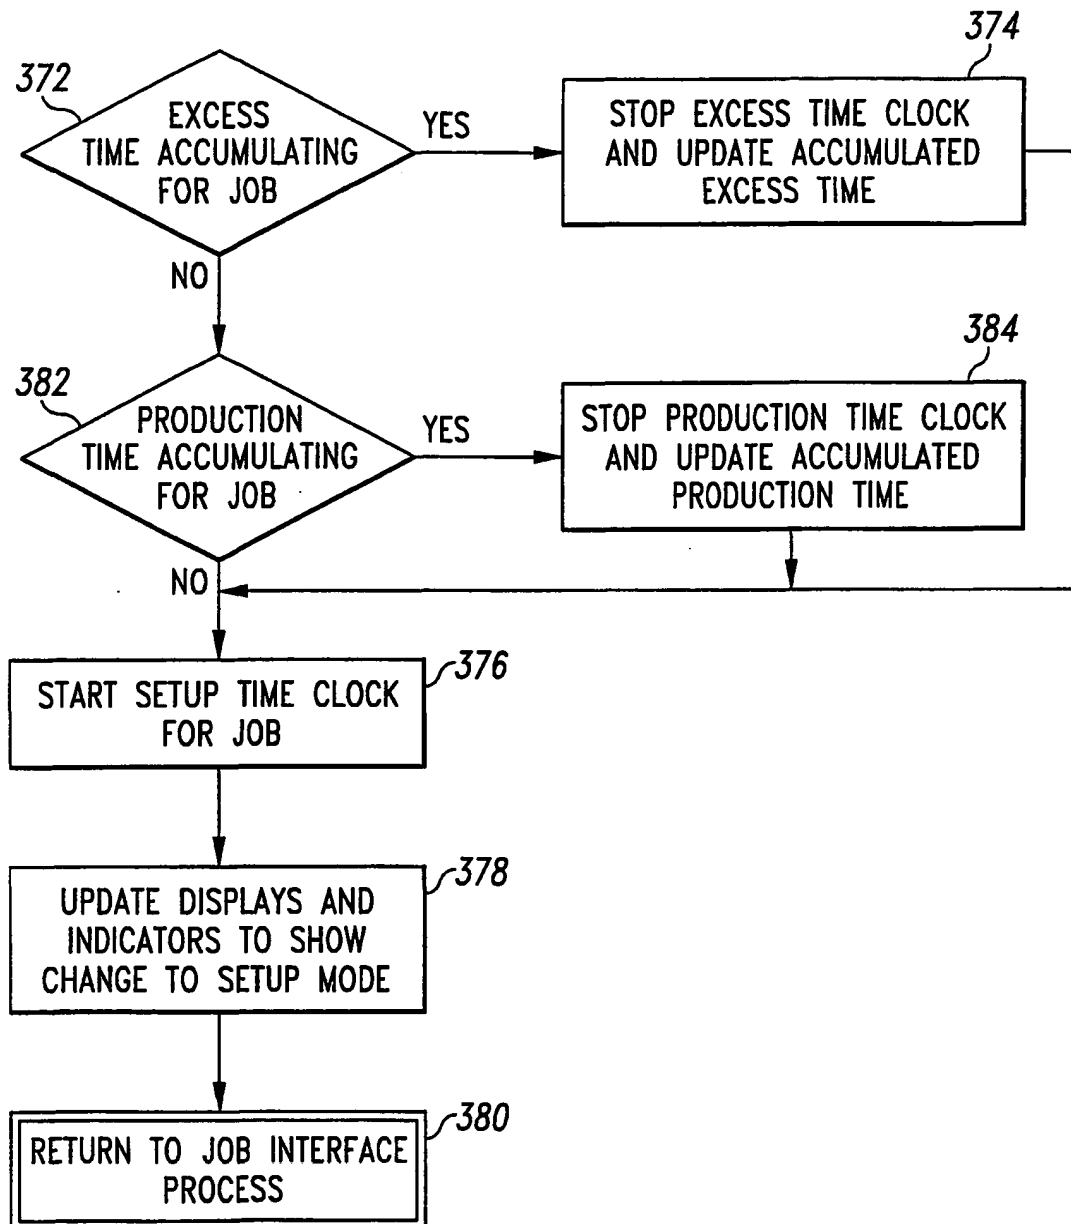 372
EXCESS
TIME ACCUMULATING
FOR JOB
YES
374
STOP EXCESS TIME CLOCK
AND UPDATE ACCUMULATED
EXCESS TIME
NO
382
PRODUCTION
TIME ACCUMULATING
FOR JOB
YES
384
STOP PRODUCTION TIME CLOCK
AND UPDATE ACCUMULATED
PRODUCTION TIME
NO
376
START SETUP TIME CLOCK
FOR JOB
378
UPDATE DISPLAYS AND
INDICATORS TO SHOW
CHANGE TO SETUP MODE
380
RETURN TO JOB INTERFACE
PROCESS